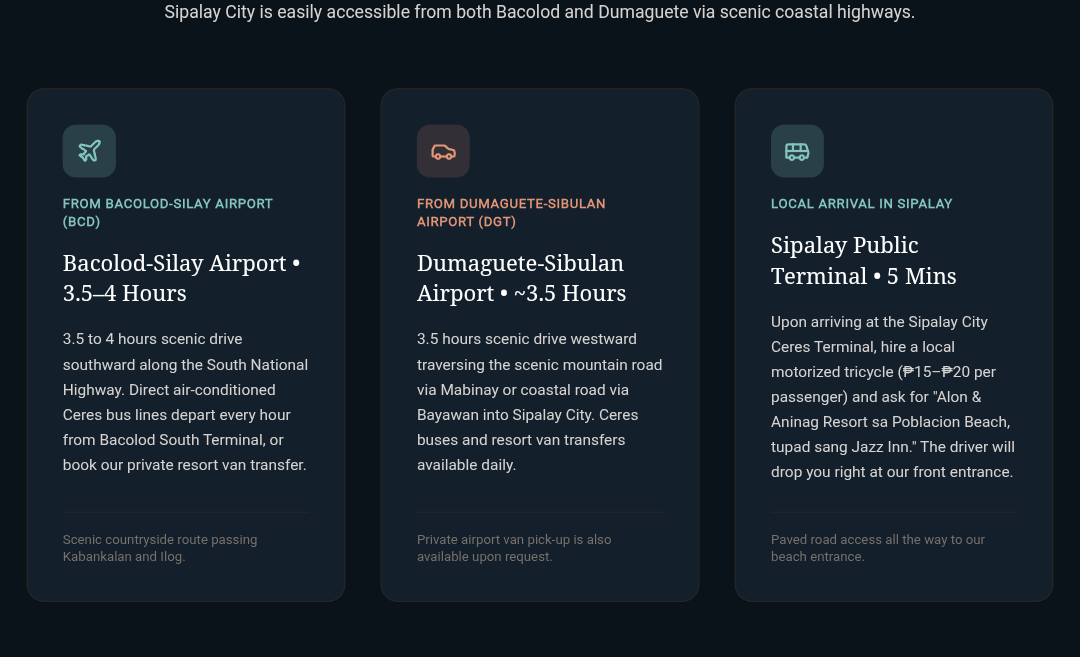 Sipalay City is easily accessible from both Bacolod and Dumaguete via scenic coastal highways.
FROM BACOLOD-SILAY AIRPORT
(BCD)
Bacolod-Silay Airport •
3.5–4 Hours
3.5 to 4 hours scenic drive
southward along the South National
Highway. Direct air-conditioned
Ceres bus lines depart every hour
from Bacolod South Terminal, or
book our private resort van transfer.
Scenic countryside route passing
Kabankalan and Ilog.
FROM DUMAGUETE-SIBULAN
AIRPORT (DGT)
Dumaguete-Sibulan
Airport • ~3.5 Hours
3.5 hours scenic drive westward
traversing the scenic mountain road
via Mabinay or coastal road via
Bayawan into Sipalay City. Ceres
buses and resort van transfers
available daily.
Private airport van pick-up is also
available upon request.
LOCAL ARRIVAL IN SIPALAY
Sipalay Public
Terminal • 5 Mins
Upon arriving at the Sipalay City
Ceres Terminal, hire a local
motorized tricycle (₱15–₱20 per
passenger) and ask for "Alon &
Aninag Resort sa Poblacion Beach,
tupad sang Jazz Inn." The driver will
drop you right at our front entrance.
Paved road access all the way to our
beach entrance.